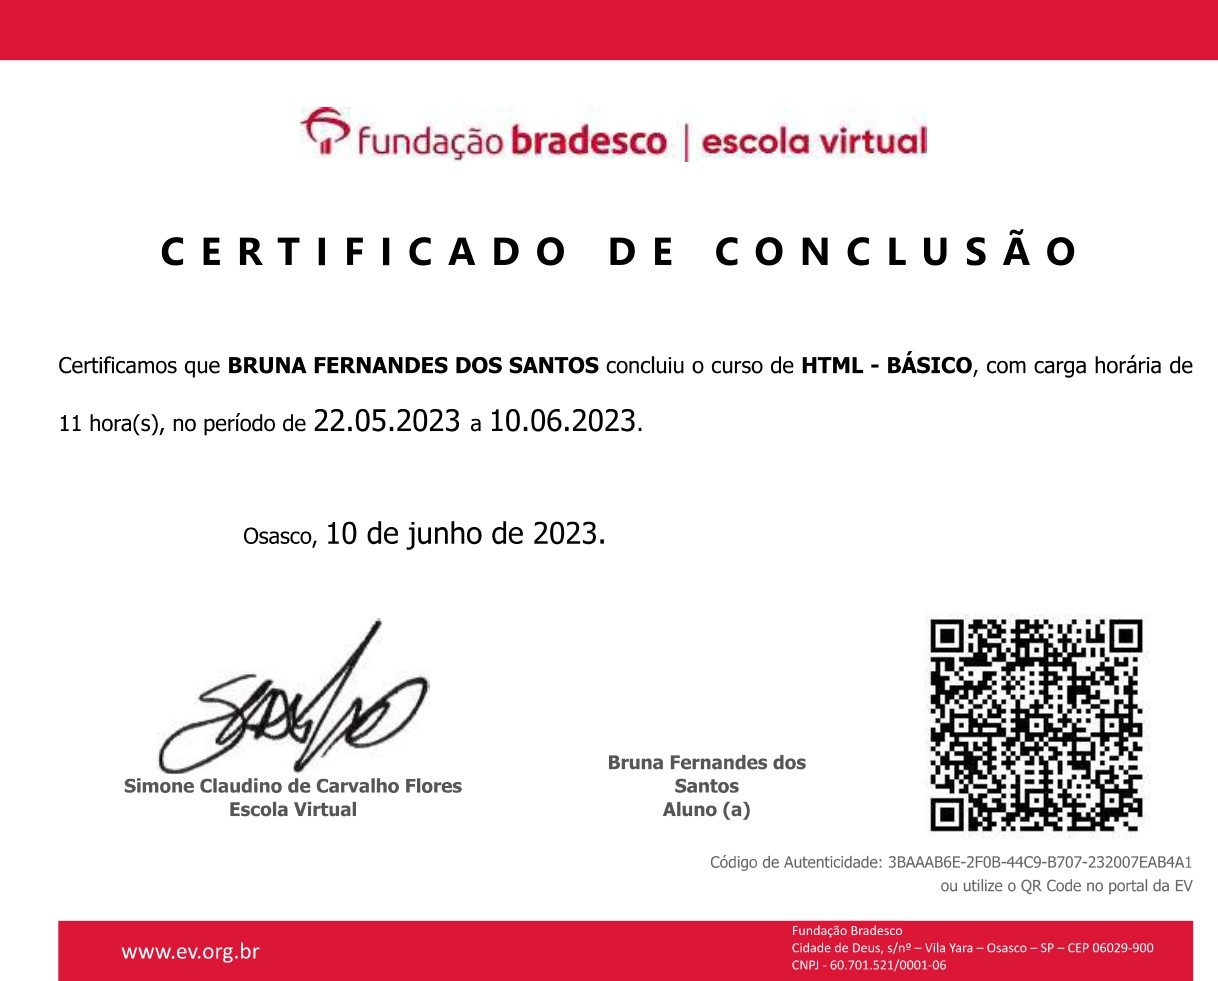 fundação bradesco | escola virtual
CERTIFICADO DE CONCLUSÃO
Certificamos que BRUNA FERNANDES DOS SANTOS concluiu o curso de HTML - BÁSICO, com carga horária de
11 hora(s), no período de 22.05.2023 a 10.06.2023.
Osasco, 10 de junho de 2023.
Simone Claudino de Carvalho Flores
Escola Virtual
Bruna Fernandes dos
Santos
Aluno (a)
Código de Autenticidade: 3BAAAB6E-2F0B-44C9-B707-232007EAB4A1
ou utilize o QR Code no portal da EV
www.ev.org.br
Fundação Bradesco
Cidade de Deus, s/nº – Vila Yara – Osasco – SP – CEP 06029-900
CNPJ - 60.701.521/0001-06